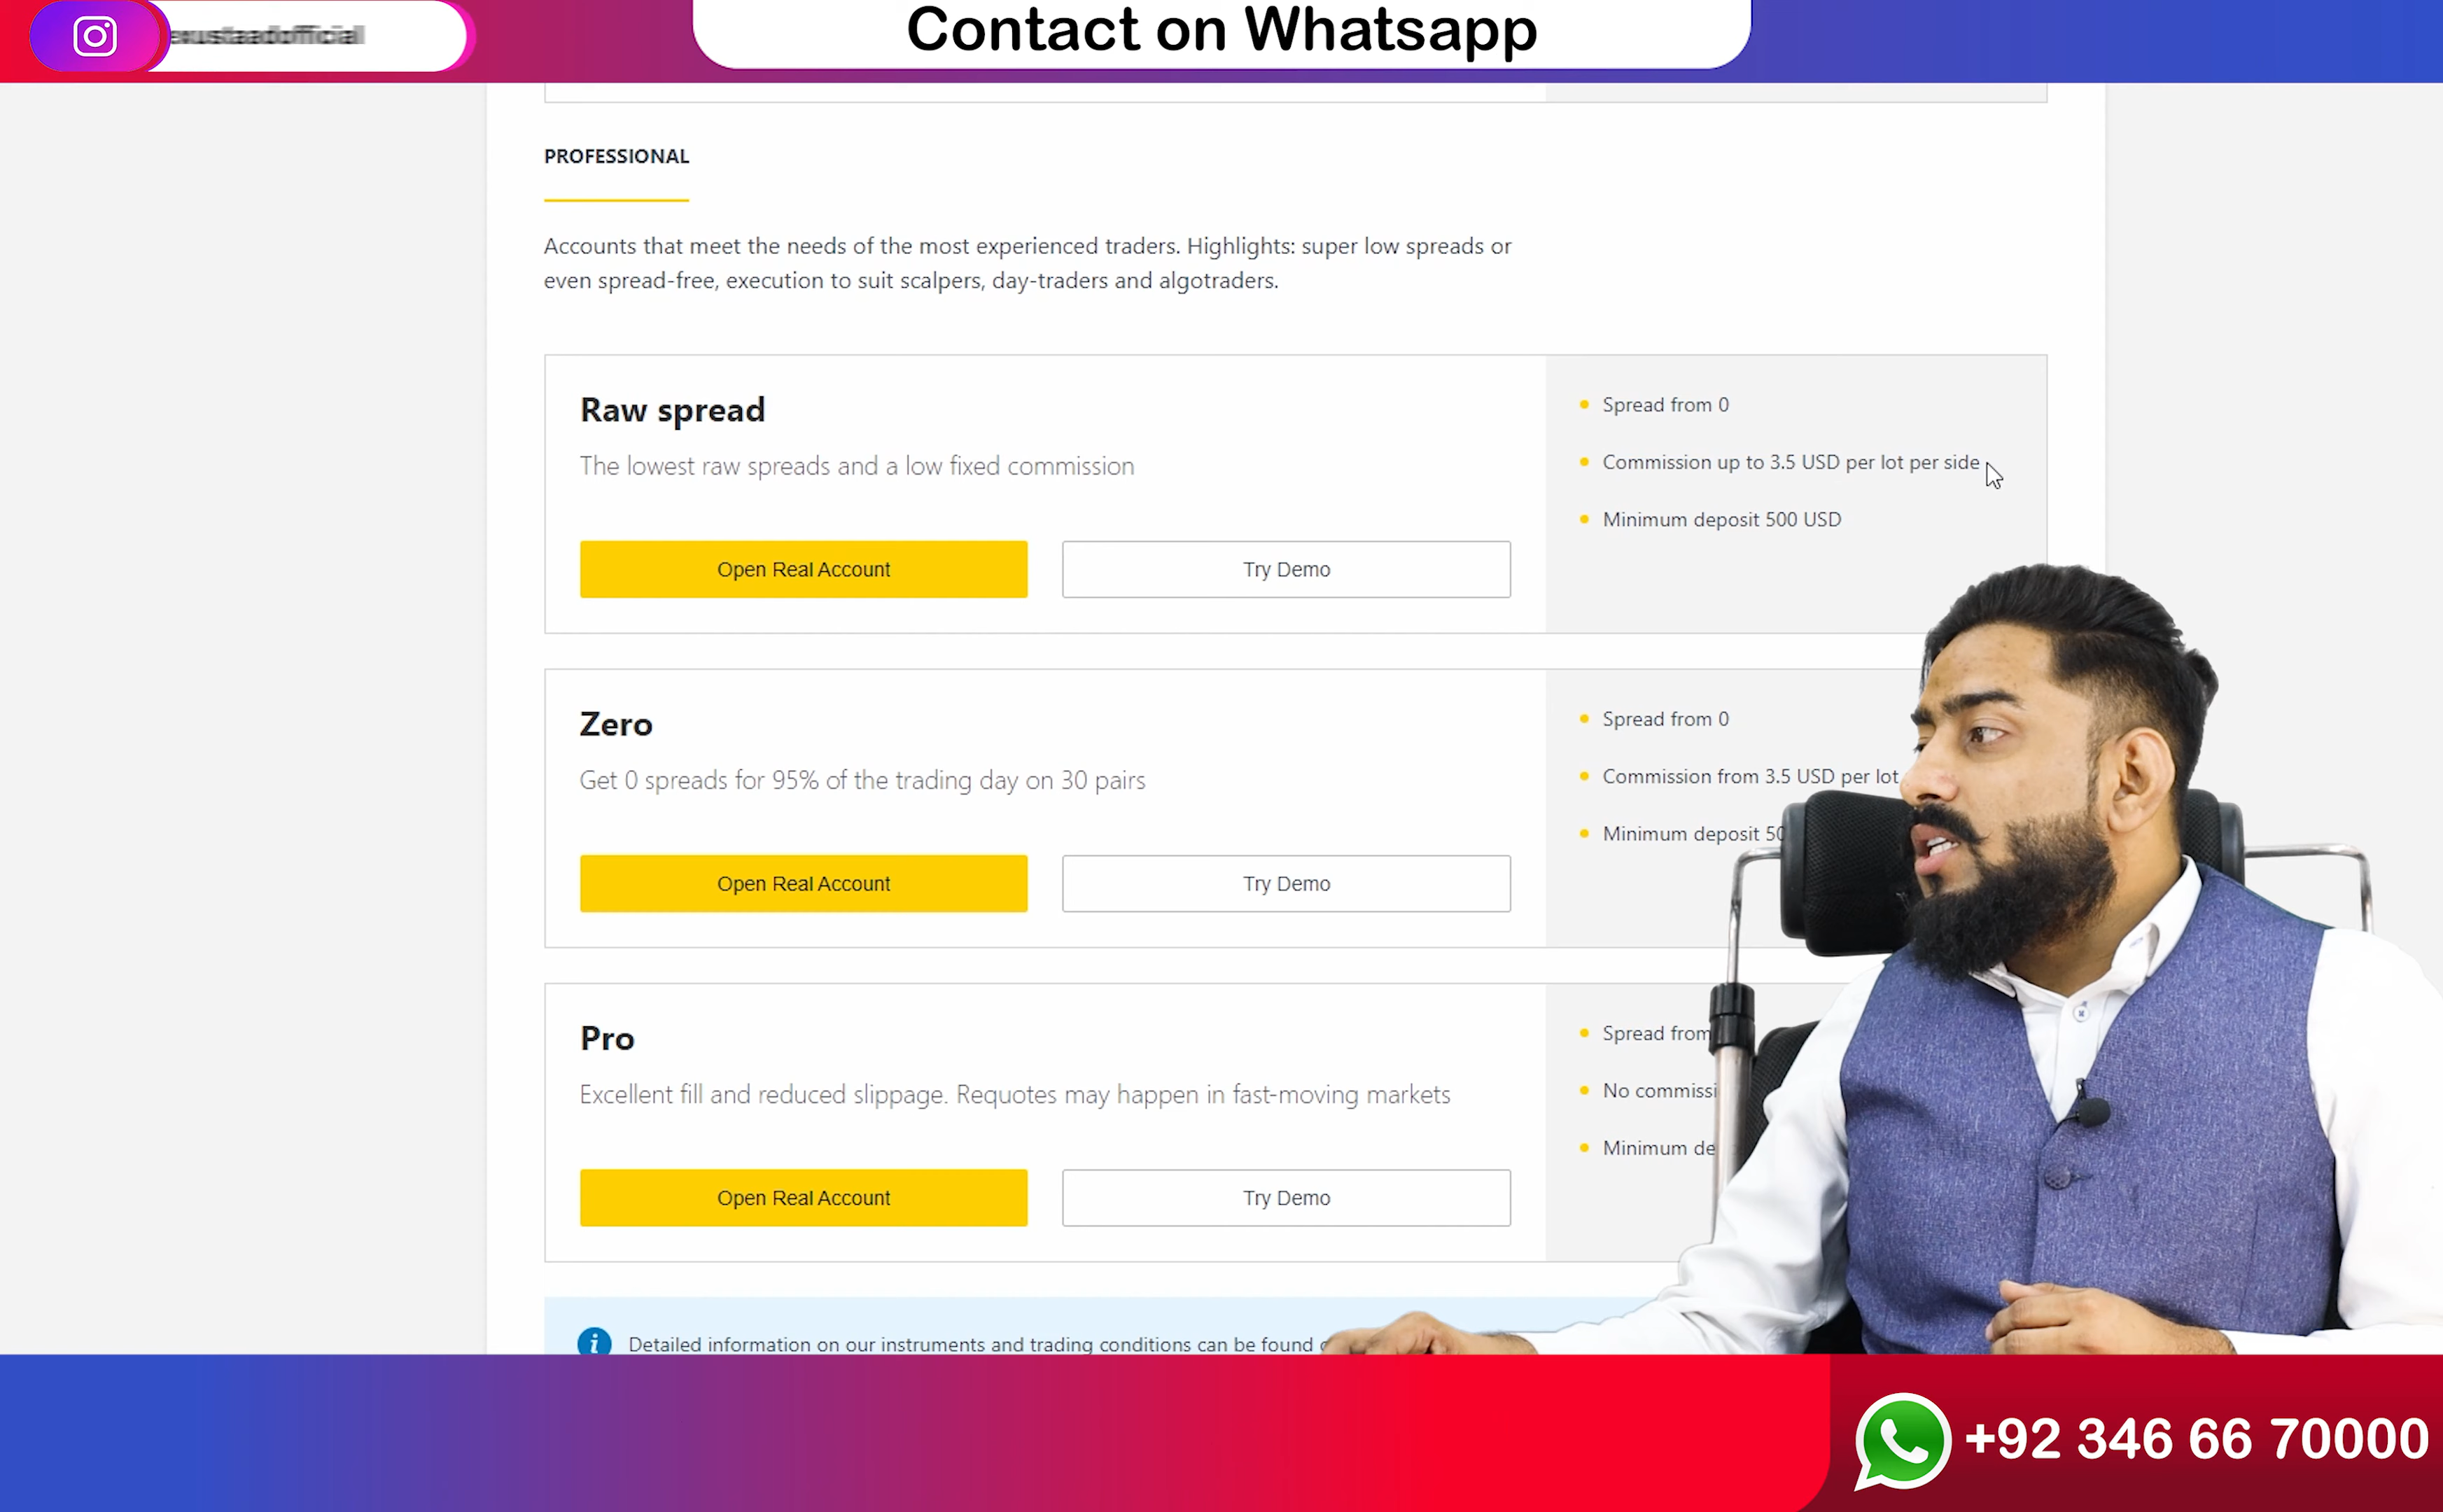 Contact on Whatsapp
PROFESSIONAL
Accounts that meet the needs of the most experienced traders. Highlights: super low spreads or
even spread-free, execution to suit scalpers, day-traders and algotraders.
Raw spread
The lowest raw spreads and a low fixed commission
Open Real Account
Try Demo
Spread from 0
Commission up to 3.5 USD per lot per side
Minimum deposit 500 USD
Zero
Get 0 spreads for 95% of the trading day on 30 pairs
Open Real Account
Try Demo
Spread from 0
Commission from 3.5 USD per lot
Minimum deposit
Pro
Excellent fill and reduced slippage. Requotes may happen in fast-moving markets
Open Real Account
Try Demo
Spread from
No
Minimum
Detailed information on our instruments and trading conditions can be found
+92 346 66 70000